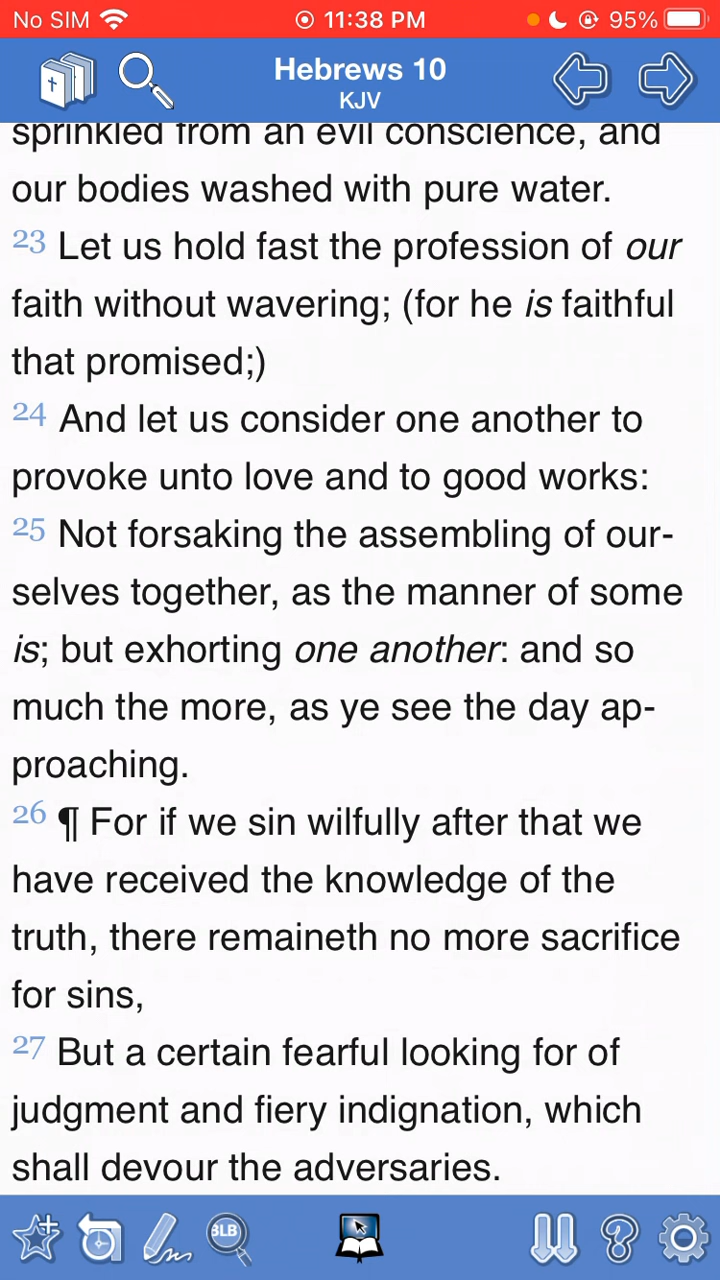 No SIM 11:38 PM 95%
Hebrews 10
KJV
sprinkled from an evil conscience, and
our bodies washed with pure water.
23 Let us hold fast the profession of our
faith without wavering; (for he is faithful
that promised;)
24 And let us consider one another to
provoke unto love and to good works:
25 Not forsaking the assembling of our-
selves together, as the manner of some
is; but exhorting one another: and so
much the more, as ye see the day ap-
proaching.
26 ¶ For if we sin wilfully after that we
have received the knowledge of the
truth, there remaineth no more sacrifice
for sins,
27 But a certain fearful looking for of
judgment and fiery indignation, which
shall devour the adversaries.
BLB